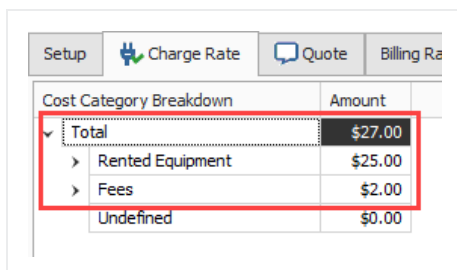 Setup Charge Rate Quote Billing Ra
Cost Category Breakdown Amount
Total $27.00
Rented Equipment $25.00
Fees $2.00
Undefined $0.00